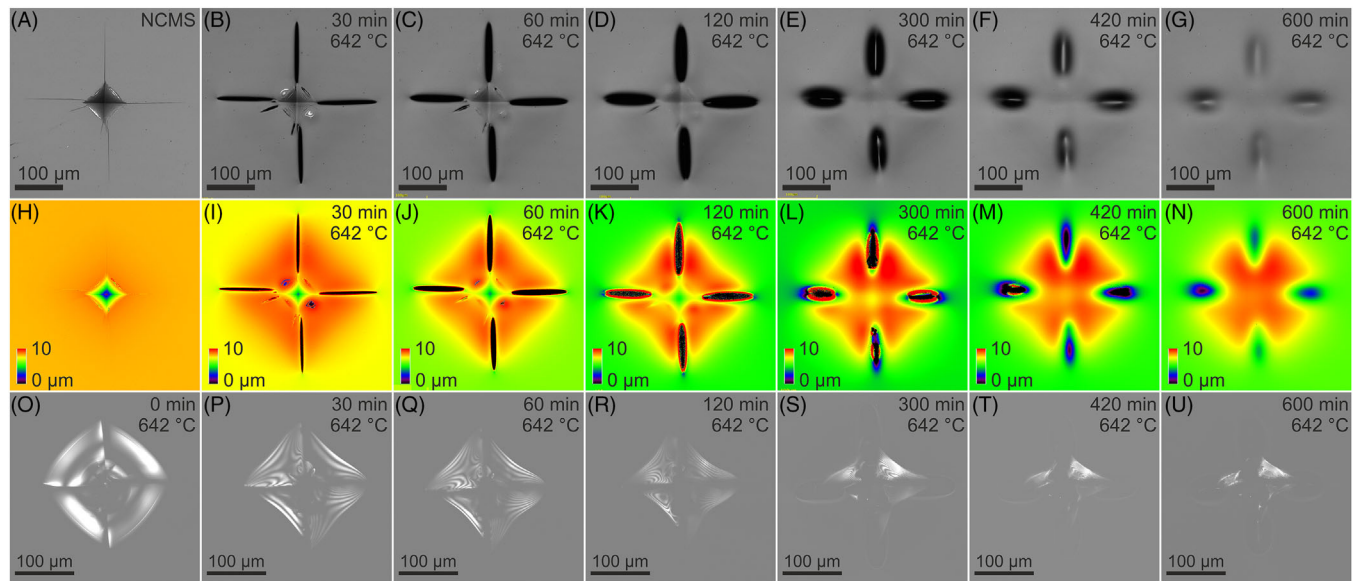 (A) NCMS
100 µm
(B) 30 min
642 °C
100 µm
(C) 60 min
642 °C
100 µm
(D) 120 min
642 °C
100 µm
(E) 300 min
642 °C
100 µm
(F) 420 min
642 °C
100 µm
(G) 600 min
642 °C
100 µm
(H)
10
0 µm
(I) 30 min
642 °C
10
0 µm
(J) 60 min
642 °C
10
0 µm
(K) 120 min
642 °C
10
0 µm
(L) 300 min
642 °C
10
0 µm
(M) 420 min
642 °C
10
0 µm
(N) 600 min
642 °C
10
0 µm
(O) 0 min
642 °C
100 µm
(P) 30 min
642 °C
100 µm
(Q) 60 min
642 °C
100 µm
(R) 120 min
642 °C
100 µm
(S) 300 min
642 °C
100 µm
(T) 420 min
642 °C
100 µm
(U) 600 min
642 °C
100 µm